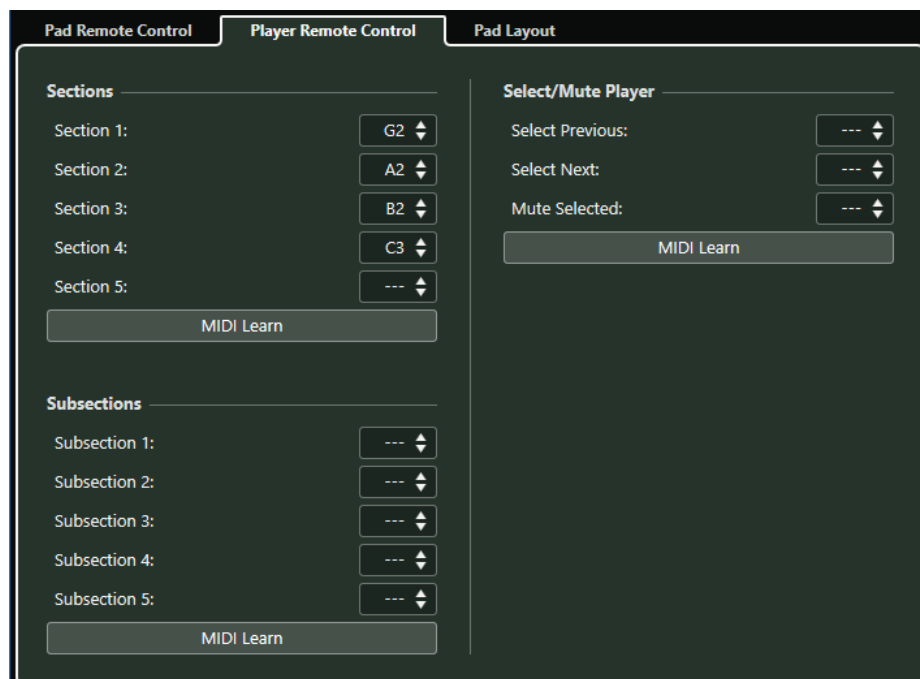 Pad Remote Control Player Remote Control Pad Layout
Sections
Section 1: G2
Section 2: A2
Section 3: B2
Section 4: C3
Section 5: ---
MIDI Learn
Subsections
Subsection 1: ---
Subsection 2: ---
Subsection 3: ---
Subsection 4: ---
Subsection 5: ---
MIDI Learn
Select/Mute Player
Select Previous: ---
Select Next: ---
Mute Selected: ---
MIDI Learn